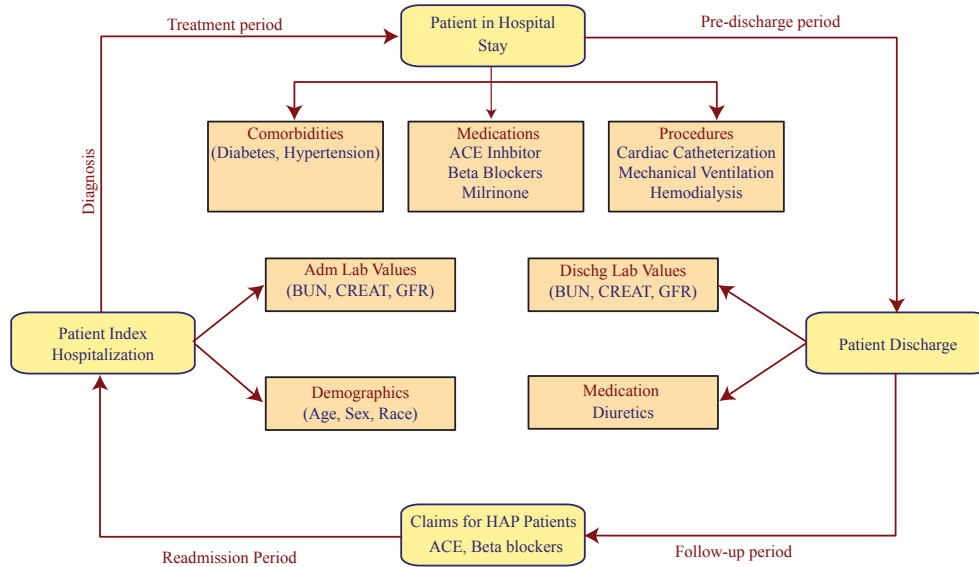 Treatment period
Patient in Hospital
Stay
Pre-discharge period
Diagnosis
Comorbidities
(Diabetes, Hypertension)
Medications
ACE Inhbitor
Beta Blockers
Milrinone
Procedures
Cardiac Catheterization
Mechanical Ventilation
Hemodialysis
Adm Lab Values
(BUN, CREAT, GFR)
Dischg Lab Values
(BUN, CREAT, GFR)
Patient Index
Hospitalization
Patient Discharge
Demographics
(Age, Sex, Race)
Medication
Diuretics
Claims for HAP Patients
ACE, Beta blockers
Readmission Period
Follow-up period